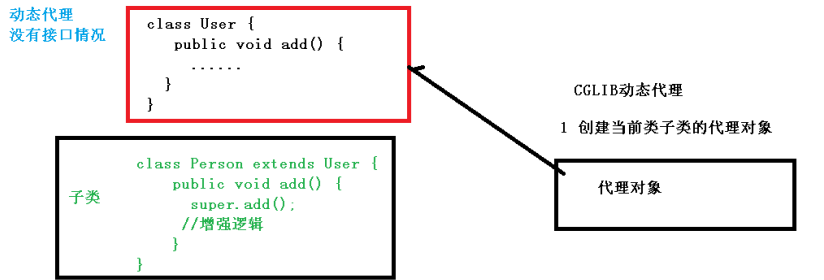 动态代理
没有接口情况
class User {
public void add() {
......
}
}
CGLIB动态代理
1 创建当前类子类的代理对象
代理对象
子类
class Person extends User {
public void add() {
super.add();
//增强逻辑
}
}